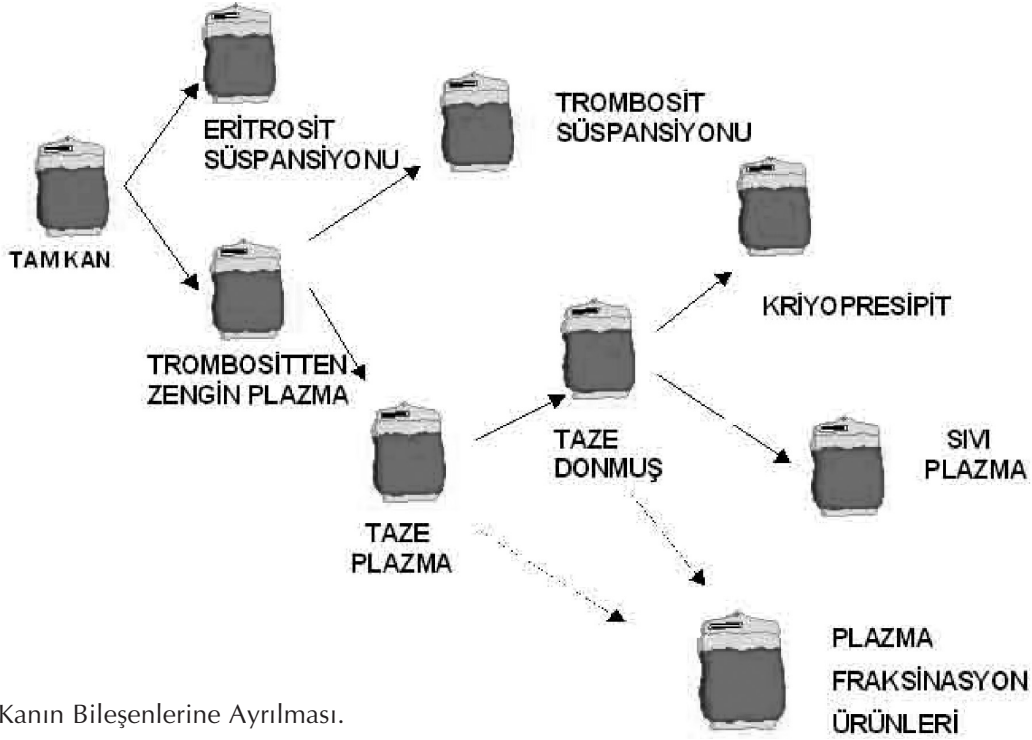 ERİTROSİT
SÜSPANSİYONU
TROMBOSİT
SÜSPANSİYONU
TAM KAN
KRİYOPRESİPİT
TROMBOSİTTEN
ZENGİN PLAZMA
TAZE
DONMUŞ
SIVI
PLAZMA
TAZE
PLAZMA
PLAZMA
FRAKSİNASYON
ÜRÜNLERİ
Kanın Bileşenlerine Ayrılması.